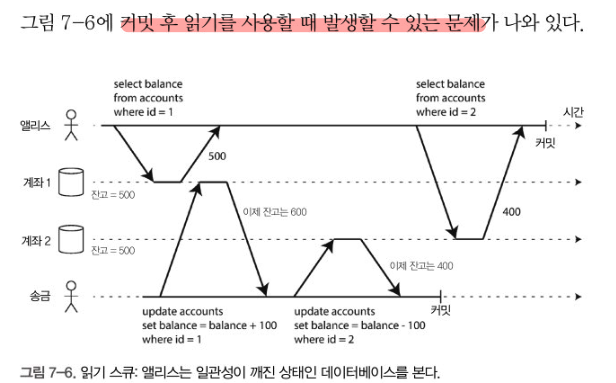 그림 7-6에 커밋 후 읽기를 사용할 때 발생할 수 있는 문제가 나와 있다.
select balance
from accounts
where id = 1
select balance
from accounts
where id = 2
앨리스
시간
커밋
500
계좌 1
잔고 = 500
이제 잔고는 600
400
계좌 2
잔고 = 500
이제 잔고는 400
송금
커밋
update accounts
set balance = balance + 100
where id = 1
update accounts
set balance = balance - 100
where id = 2
그림 7-6. 읽기 스큐: 앨리스는 일관성이 깨진 상태인 데이터베이스를 본다.